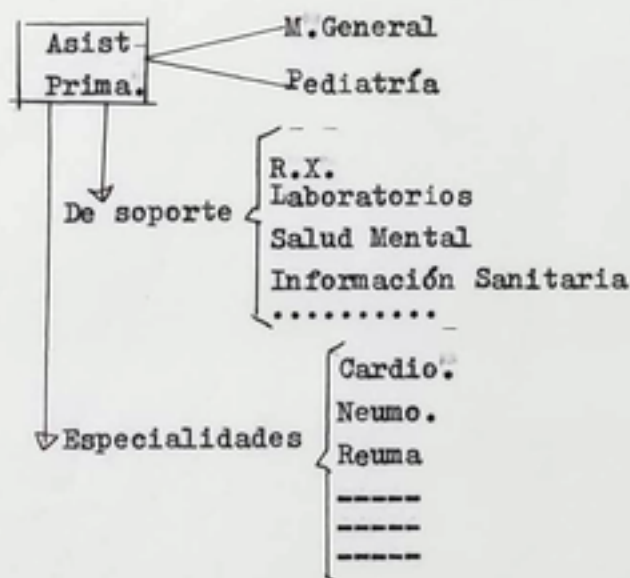 Asist
Prima.
M.General
Pediatría
De soporte
R.X.
Laboratorios
Salud Mental
Información Sanitaria
..........
Especialidades
Cardio.
Neumo.
Reuma
-----
-----
-----